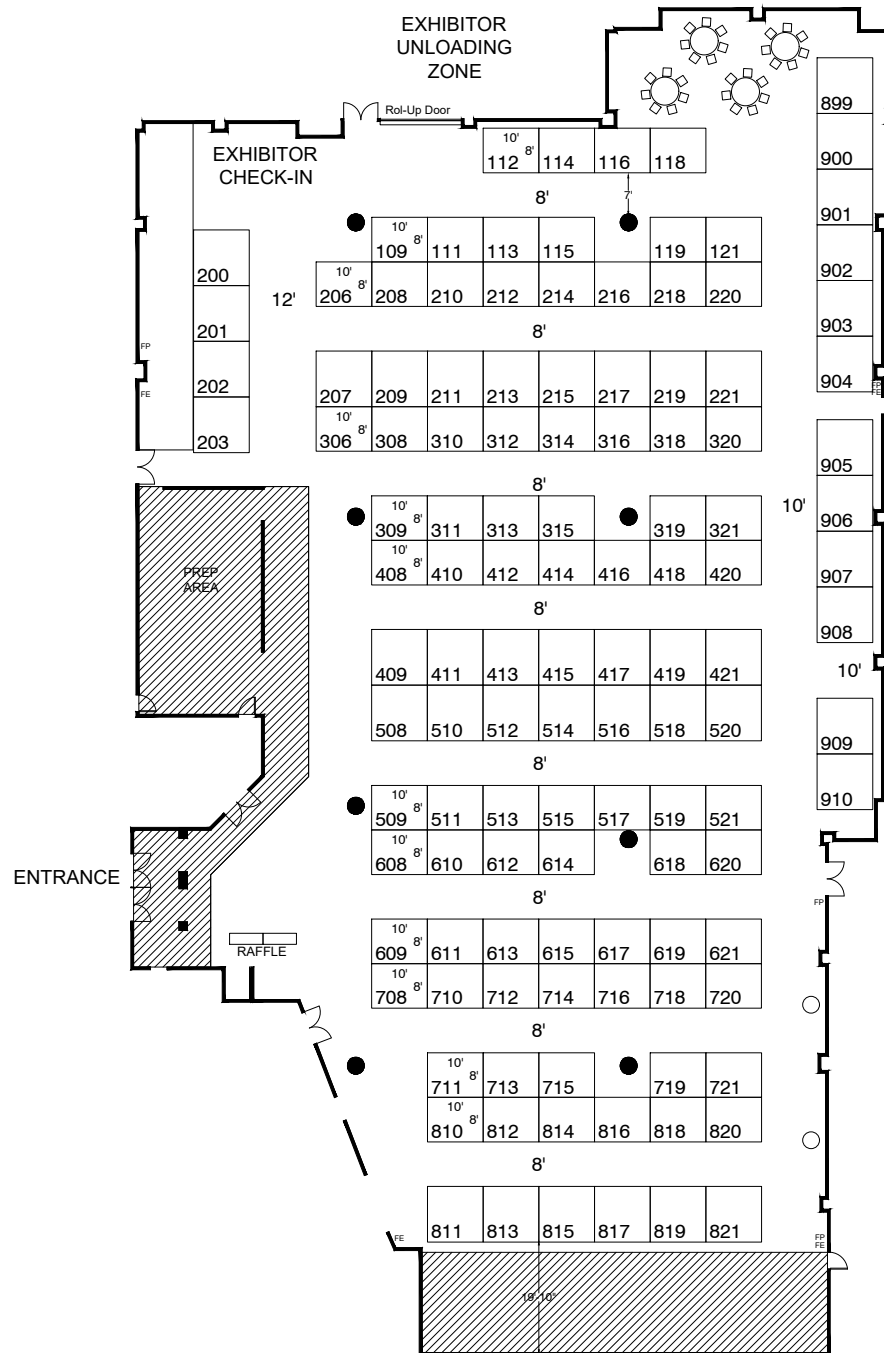 EXHIBITOR
UNLOADING
ZONE
Rol-Up Door
EXHIBITOR
CHECK-IN
899
900
901
902
903
904
10'
8'
112 114 116 118
8'
7'
10'
8'
109 111 113 115 119 121
10'
8'
206 208 210 212 214 216 218 220
200
201
202
203
12'
8'
FP
FE
FP
FE
207 209 211 213 215 217 219 221
10'
8'
306 308 310 312 314 316 318 320
8'
10'
905
906
907
908
10'
8'
309 311 313 315 319 321
10'
8'
408 410 412 414 416 418 420
PREP
AREA
8'
409 411 413 415 417 419 421
508 510 512 514 516 518 520
10'
8'
909
910
10'
8'
509 511 513 515 517 519 521
10'
8'
608 610 612 614 618 620
ENTRANCE
8'
FP
RAFFLE
10'
8'
609 611 613 615 617 619 621
10'
8'
708 710 712 714 716 718 720
8'
10'
8'
711 713 715 719 721
10'
8'
810 812 814 816 818 820
8'
811 813 815 817 819 821
FE
FP
FE
19'-10"